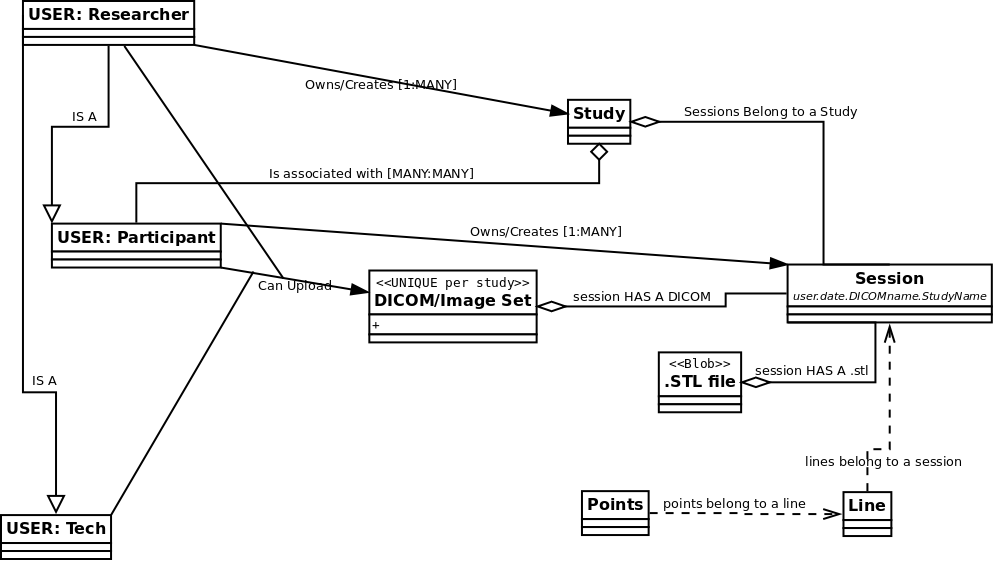 USER: Researcher
Owns/Creates [1:MANY]
IS A
Study
Sessions Belong to a Study
Is associated with [MANY:MANY]
USER: Participant
Owns/Creates [1:MANY]
Can Upload
<<UNIQUE per study>>
DICOM/Image Set
+
session HAS A DICOM
Session
user.date.DICOMname.StudyName
<<Blob>>
.STL file
session HAS A .stl
IS A
lines belong to a session
Points
points belong to a line
Line
USER: Tech